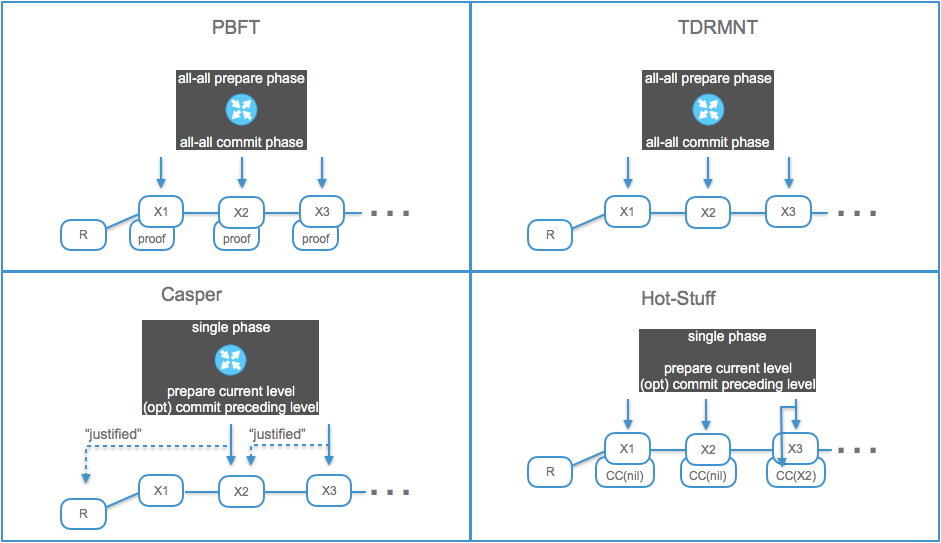 PBFT
all-all prepare phase
all-all commit phase
X1
X2
X3
. . .
R
proof
proof
proof
TDRMNT
all-all prepare phase
all-all commit phase
X1
X2
X3
. . .
R
Casper
single phase
prepare current level
(opt) commit preceding level
“justified”
“justified”
X1
X2
X3
. . .
R
Hot-Stuff
single phase
prepare current level
(opt) commit preceding level
X1
X2
X3
. . .
R
CC(nil)
CC(nil)
CC(X2)